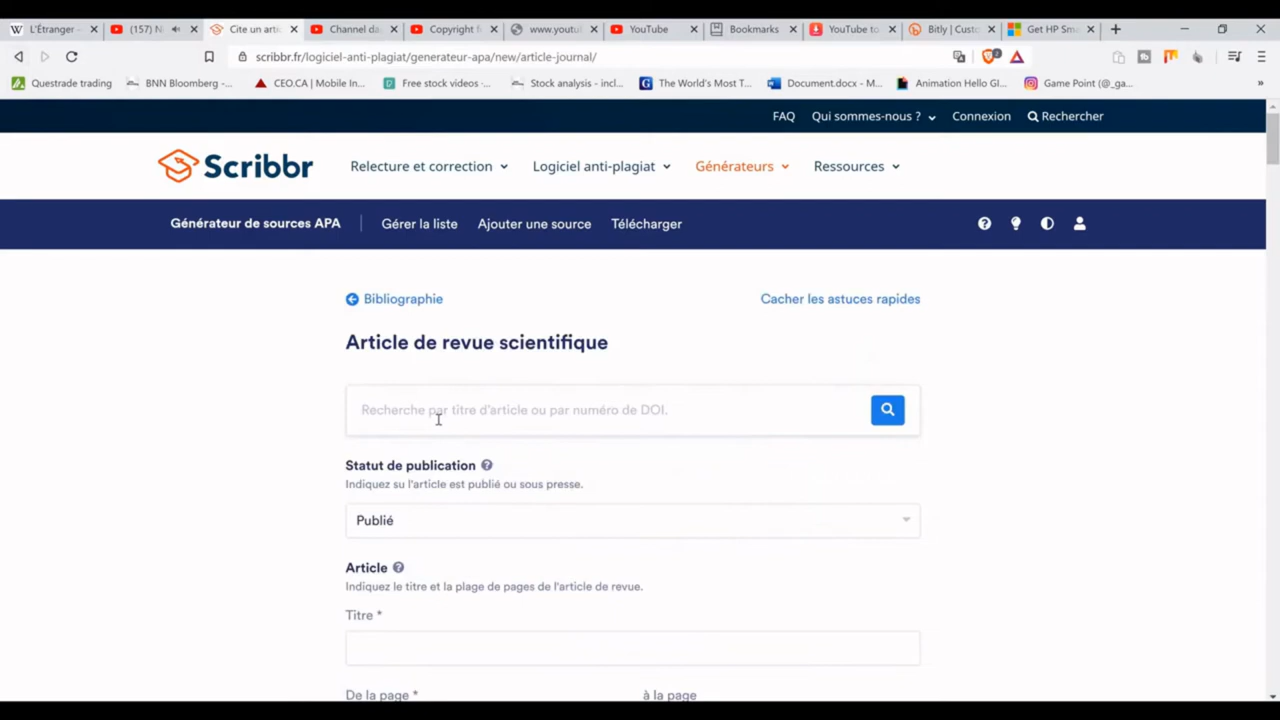 L'Étranger -
(157) N
Cite un arti
Channel da
Copyright f
www.youtu
YouTube
Bookmarks
YouTube to
Bitly | Custo
Get HP Sma
scribbr.fr/logiciel-anti-plagiat/generateur-apa/new/article-journal/
2
Questrade trading
BNN Bloomberg -...
CEO.CA | Mobile In...
Free stock videos -...
Stock analysis - incl...
The World's Most T...
Document.docx - M...
Animation Hello GI...
Game Point (@_ga...
»
FAQ
Qui sommes-nous ?
Connexion
Rechercher
Scribbr
Relecture et correction
Logiciel anti-plagiat
Générateurs
Ressources
Générateur de sources APA
Gérer la liste
Ajouter une source
Télécharger
Bibliographie
Cacher les astuces rapides
Article de revue scientifique
Recherche par titre d'article ou par numéro de DOI.
Statut de publication
Indiquez su l'article est publié ou sous presse.
Publié
Article
Indiquez le titre et la plage de pages de l'article de revue.
Titre *
De la page *
à la page